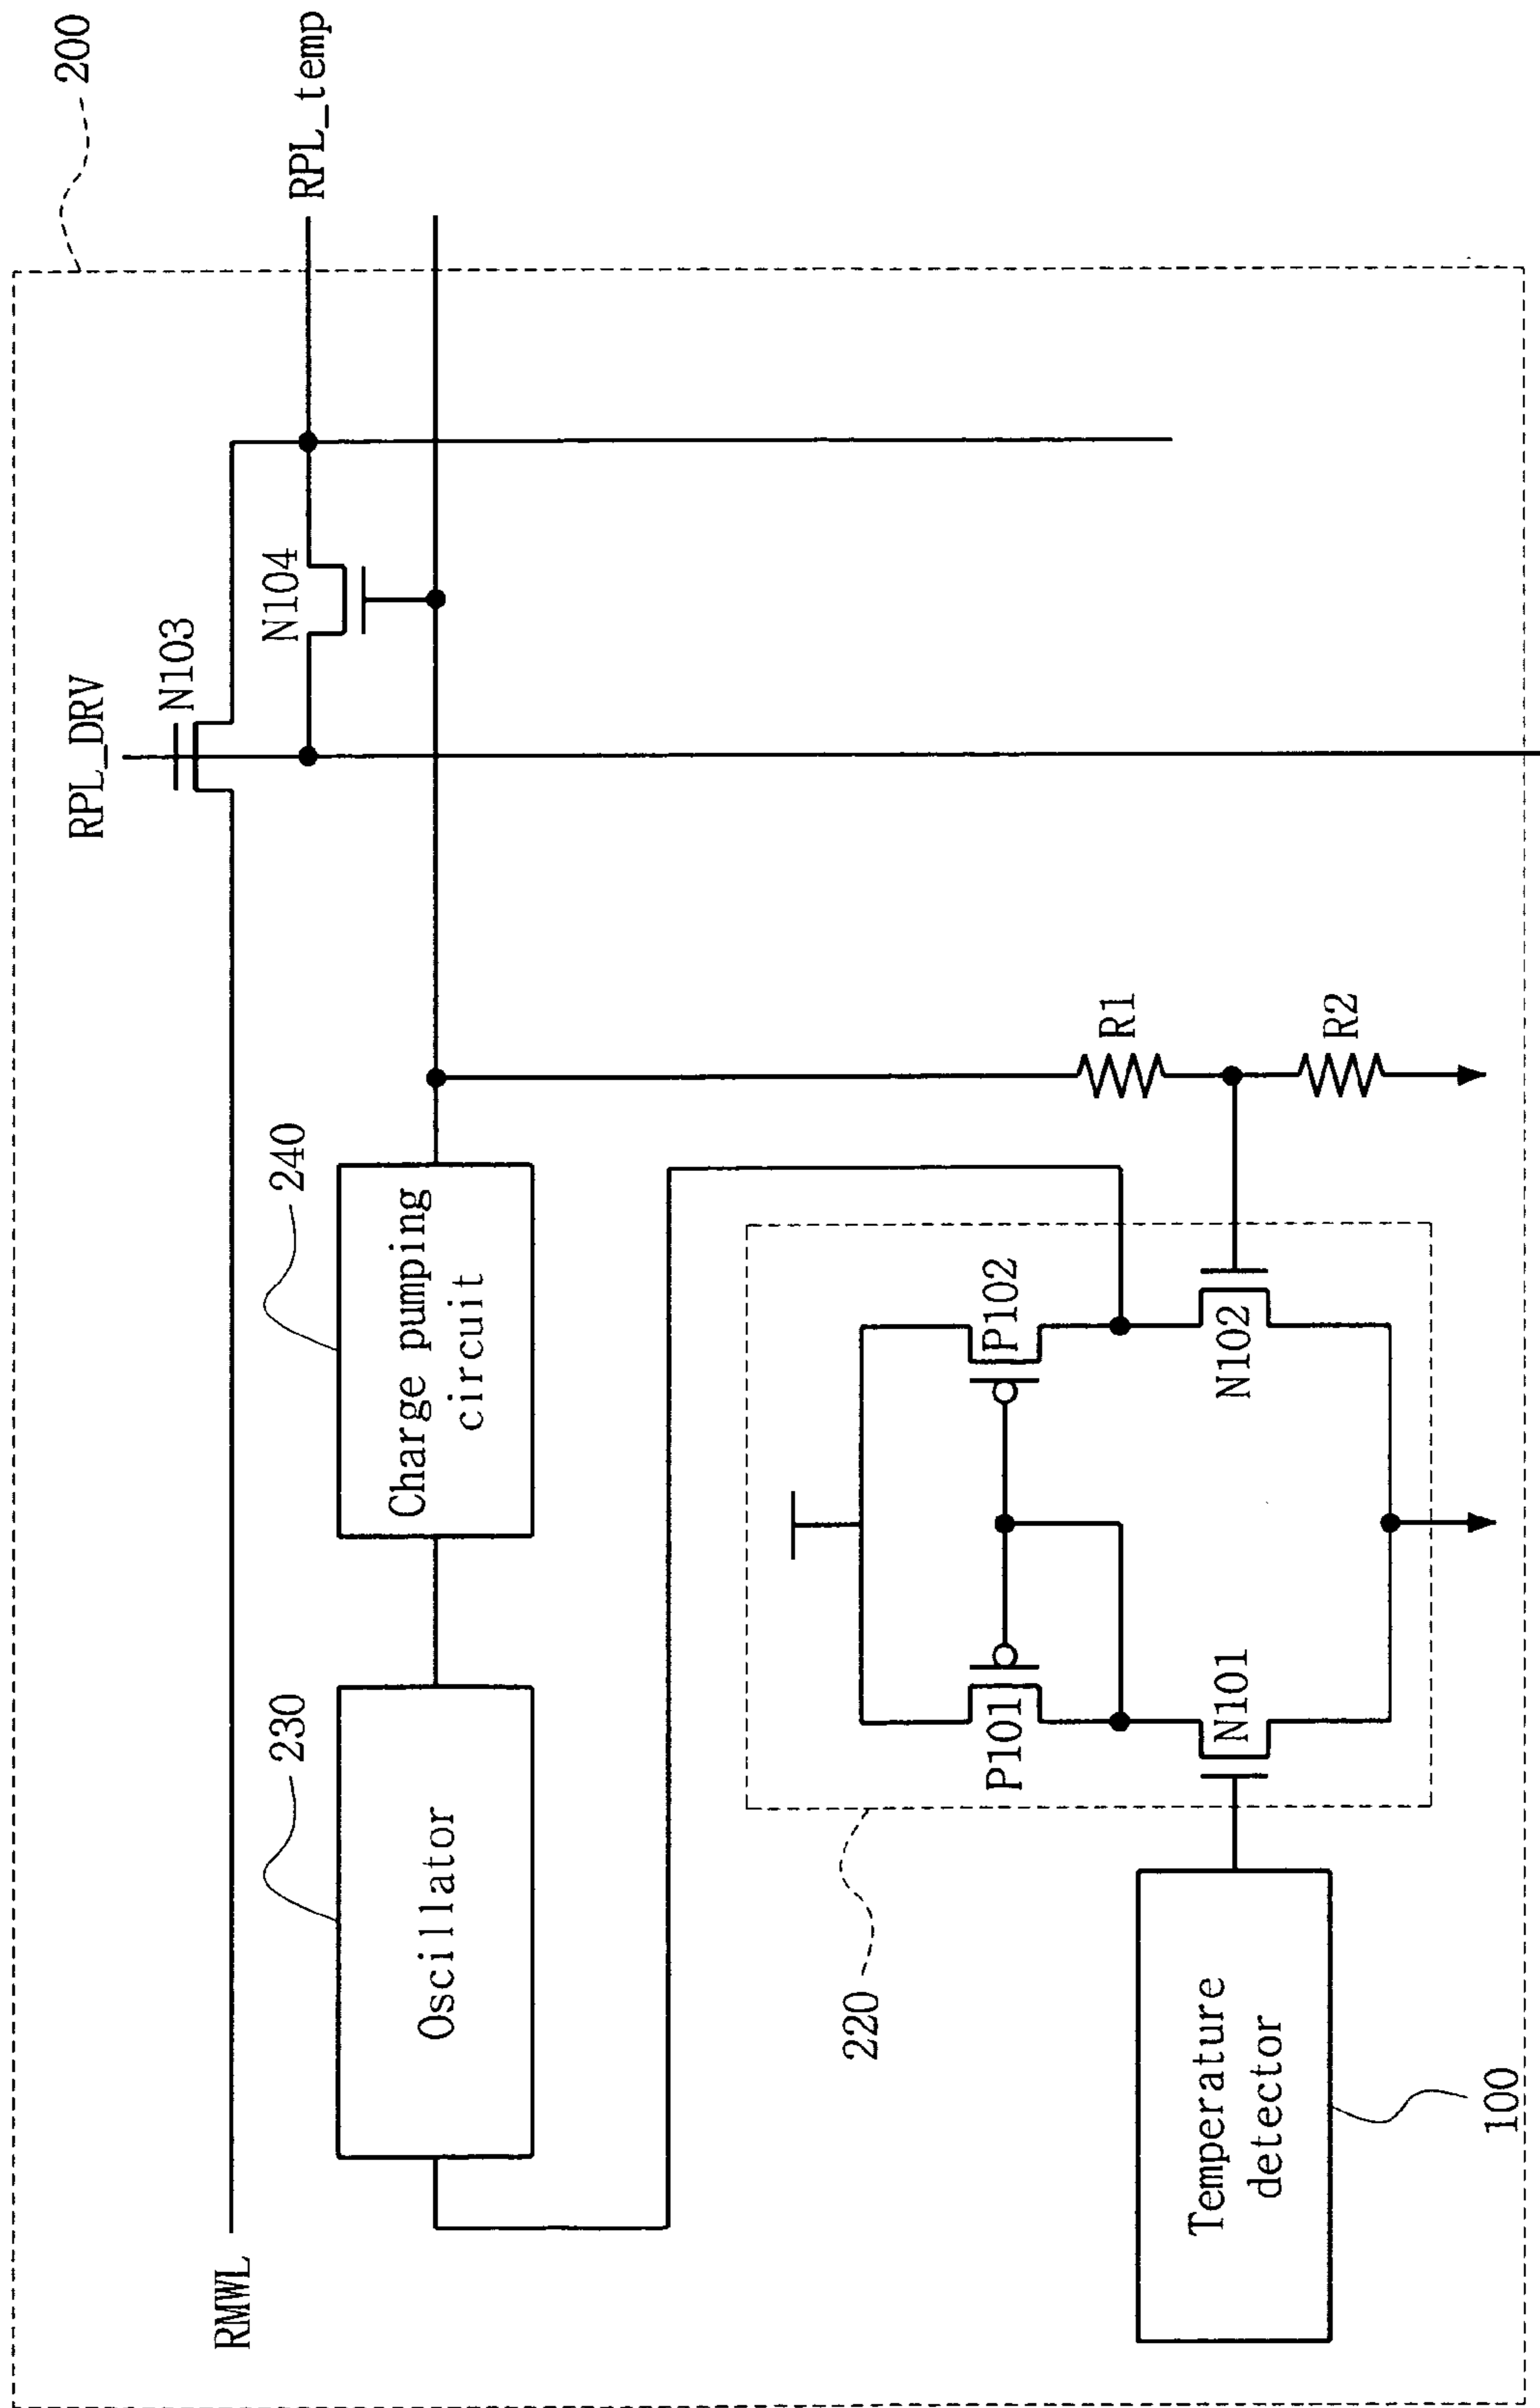 200
RPL_DRV
RPL_temp
N103
N104
RMWL
230
240
Oscillator
Charge pumping
circuit
R1
R2
220
P101
P102
N101
N102
Temperature
detector
100